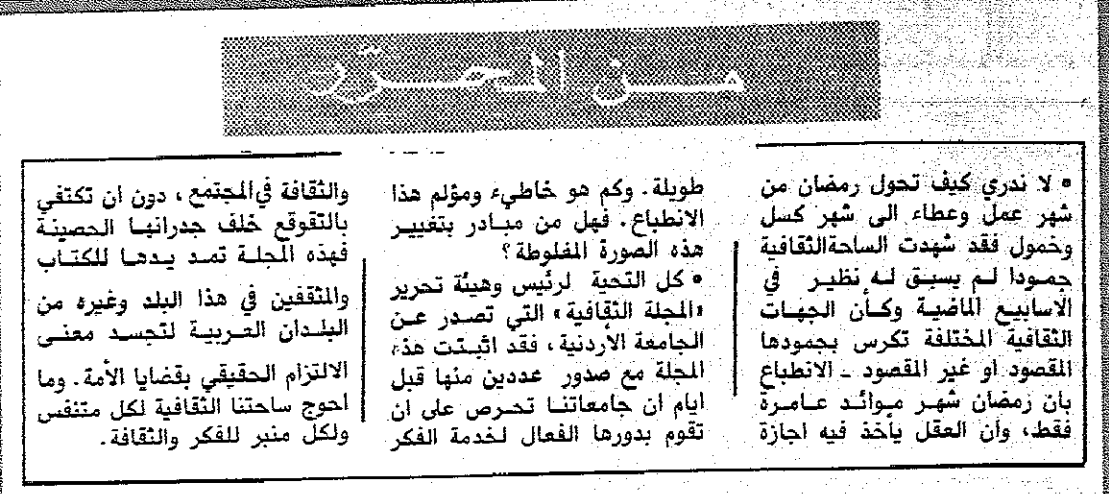 من المحرّر
• لا ندري كيف تحول رمضان من
شهر عمل وعطاء الى شهر كسل
وخمول فقد شهدت الساحةالثقافية
جمودا لم يسبق له نظير في
الأسابيع الماضية وكأن الجهات
الثقافية المختلفة تكرس بجمودها
المقصود او غير المقصود ـ الانطباع
بان رمضان شهر موائد عامرة
فقط، وأن العقل يأخذ فيه اجازة
طويلة. وكم هو خاطيء ومؤلم هذا
الانطباع. فهل من مبادر بتغيير
هذه الصورة المغلوطة؟
• كل التحية لرئيس وهيئة تحرير
«المجلة الثقافية» التي تصدر عن
الجامعة الأردنية، فقد اثبتت هذه
المجلة مع صدور عددين منها قبل
ايام ان جامعاتنا تحرص على ان
تقوم بدورها الفعال لخدمة الفكر
والثقافة في المجتمع، دون ان تكتفي
بالتقوقع خلف جدرانها الحصينة
فهذه المجلة تمد يدها للكتاب
والمثقفين في هذا البلد وغيره من
البلدان العربية لتجسد معنى
الالتزام الحقيقي بقضايا الأمة. وما
احوج ساحتنا الثقافية لكل متنفس
ولكل منبر للفكر والثقافة.